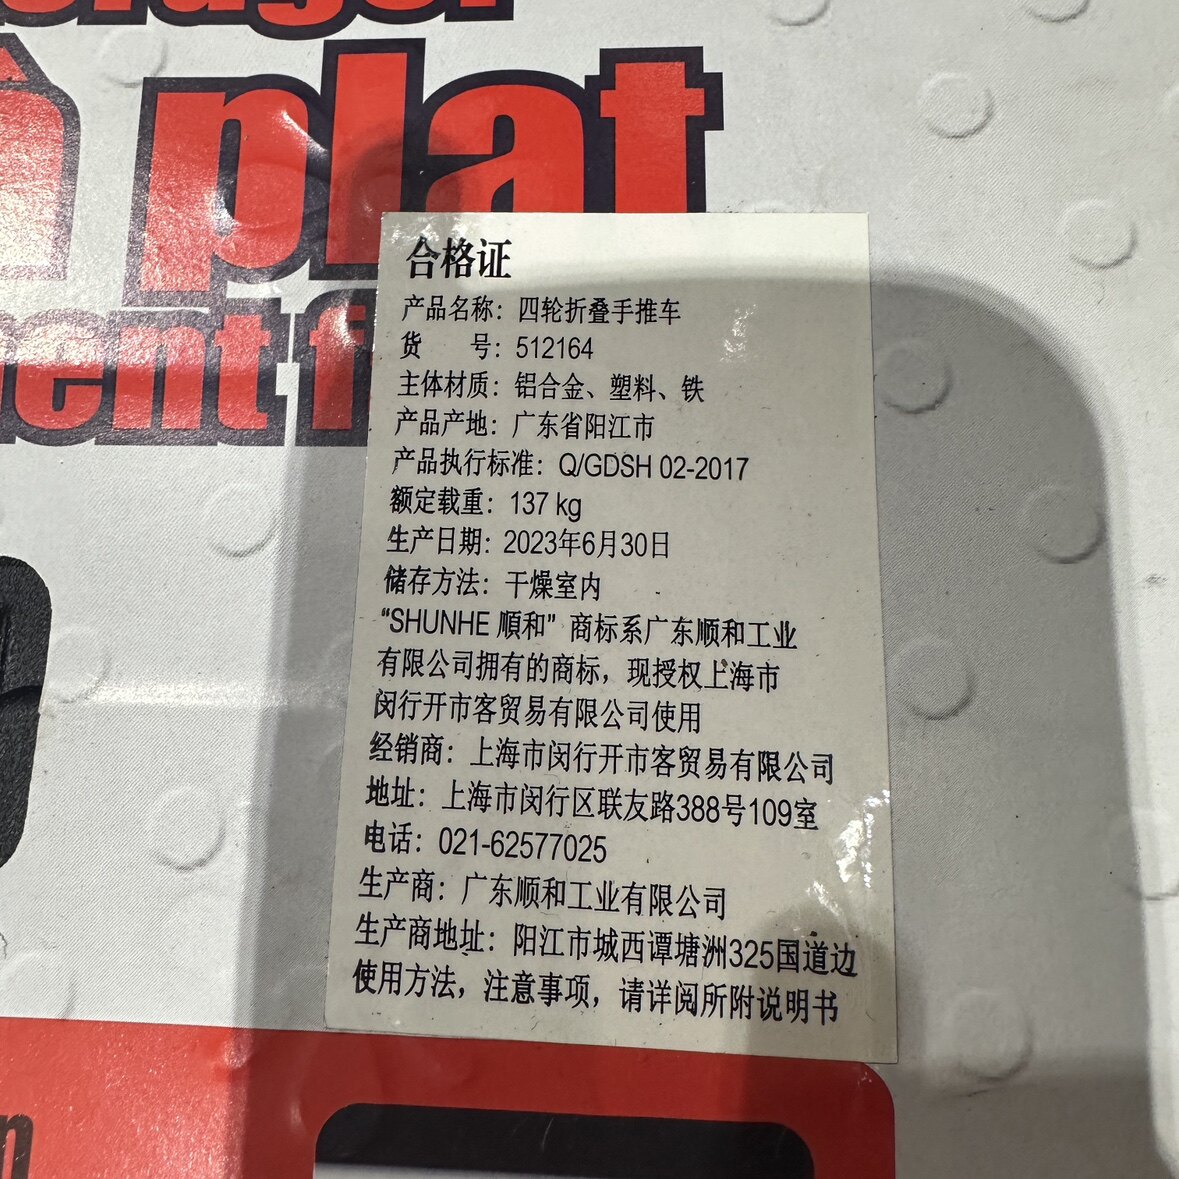 à plat
合格证
产品名称：四轮折叠手推车
货 号：512164
主体材质：铝合金、塑料、铁
产品产地：广东省阳江市
产品执行标准：Q/GDSH 02-2017
额定载重：137 kg
生产日期：2023年6月30日
储存方法：干燥室内
“SHUNHE 順和”商标系广东顺和工业
有限公司拥有的商标，现授权上海市
闵行开市客贸易有限公司使用
经销商：上海市闵行开市客贸易有限公司
地址：上海市闵行区联友路388号109室
电话：021-62577025
生产商：广东顺和工业有限公司
生产商地址：阳江市城西谭塘洲325国道边
使用方法，注意事项，请详阅所附说明书